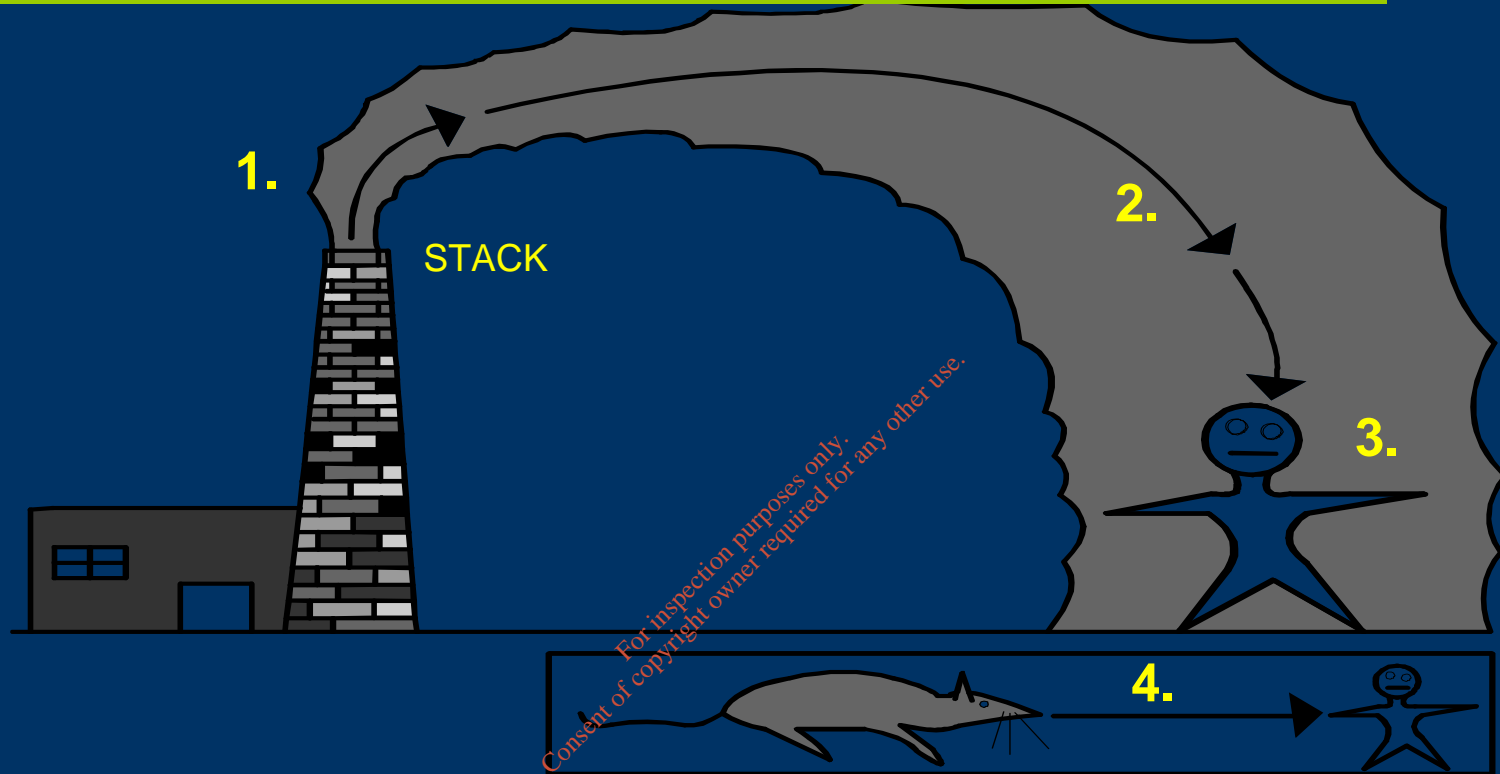 1.
STACK
2.
3.
4.
For inspection purposes only.
Consent of copyright owner required for any other use.